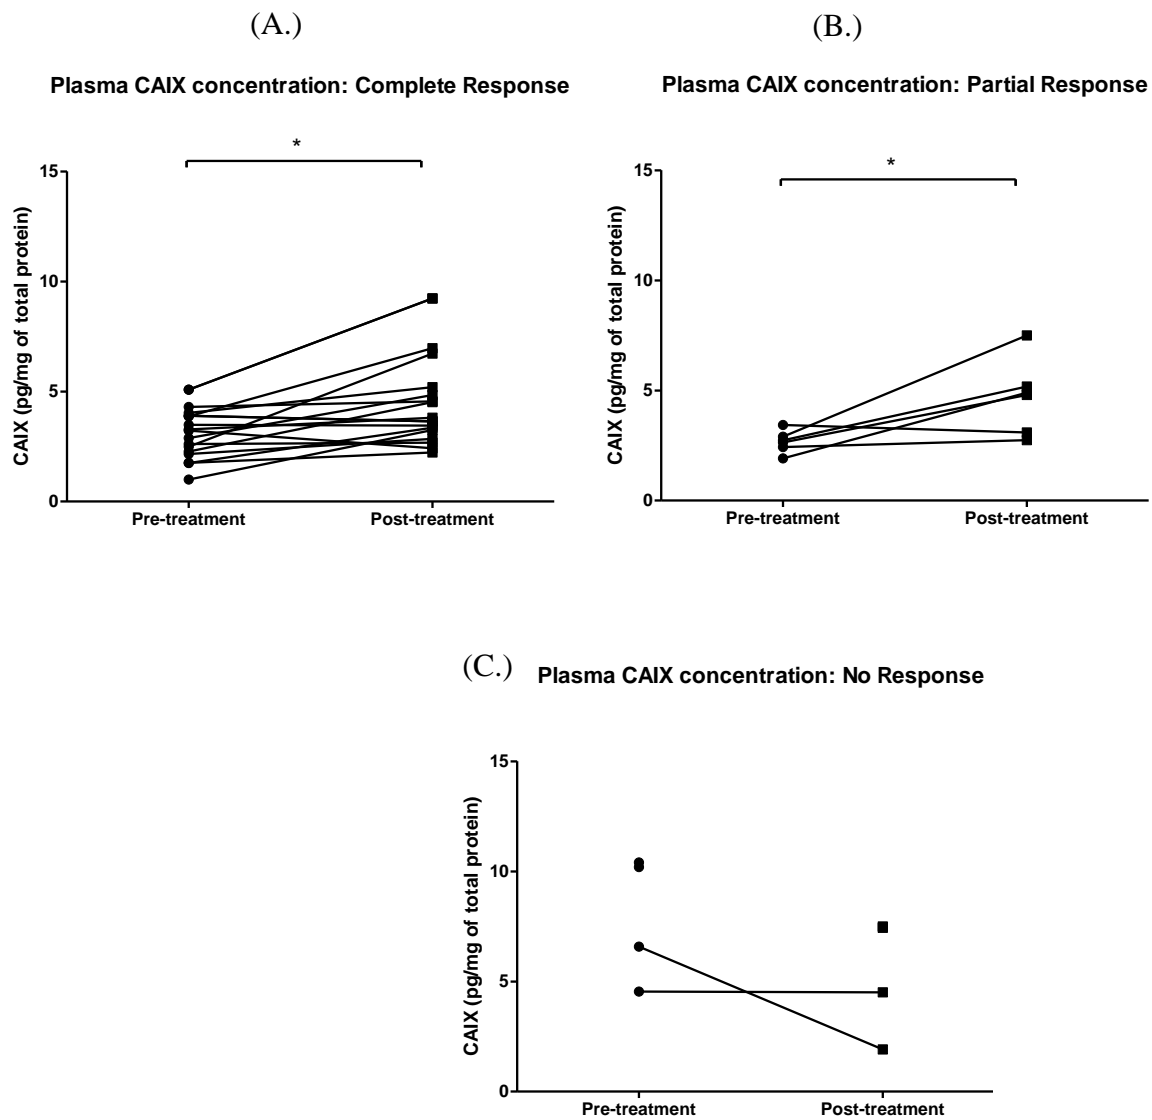 (A.)
Plasma CAIX concentration: Complete Response
*
15
10
5
0
CAIX (pg/mg of total protein)
Pre-treatment
Post-treatment
(B.)
Plasma CAIX concentration: Partial Response
*
15
10
5
0
CAIX (pg/mg of total protein)
Pre-treatment
Post-treatment
(C.)
Plasma CAIX concentration: No Response
15
10
5
0
CAIX (pg/mg of total protein)
Pre-treatment
Post-treatment